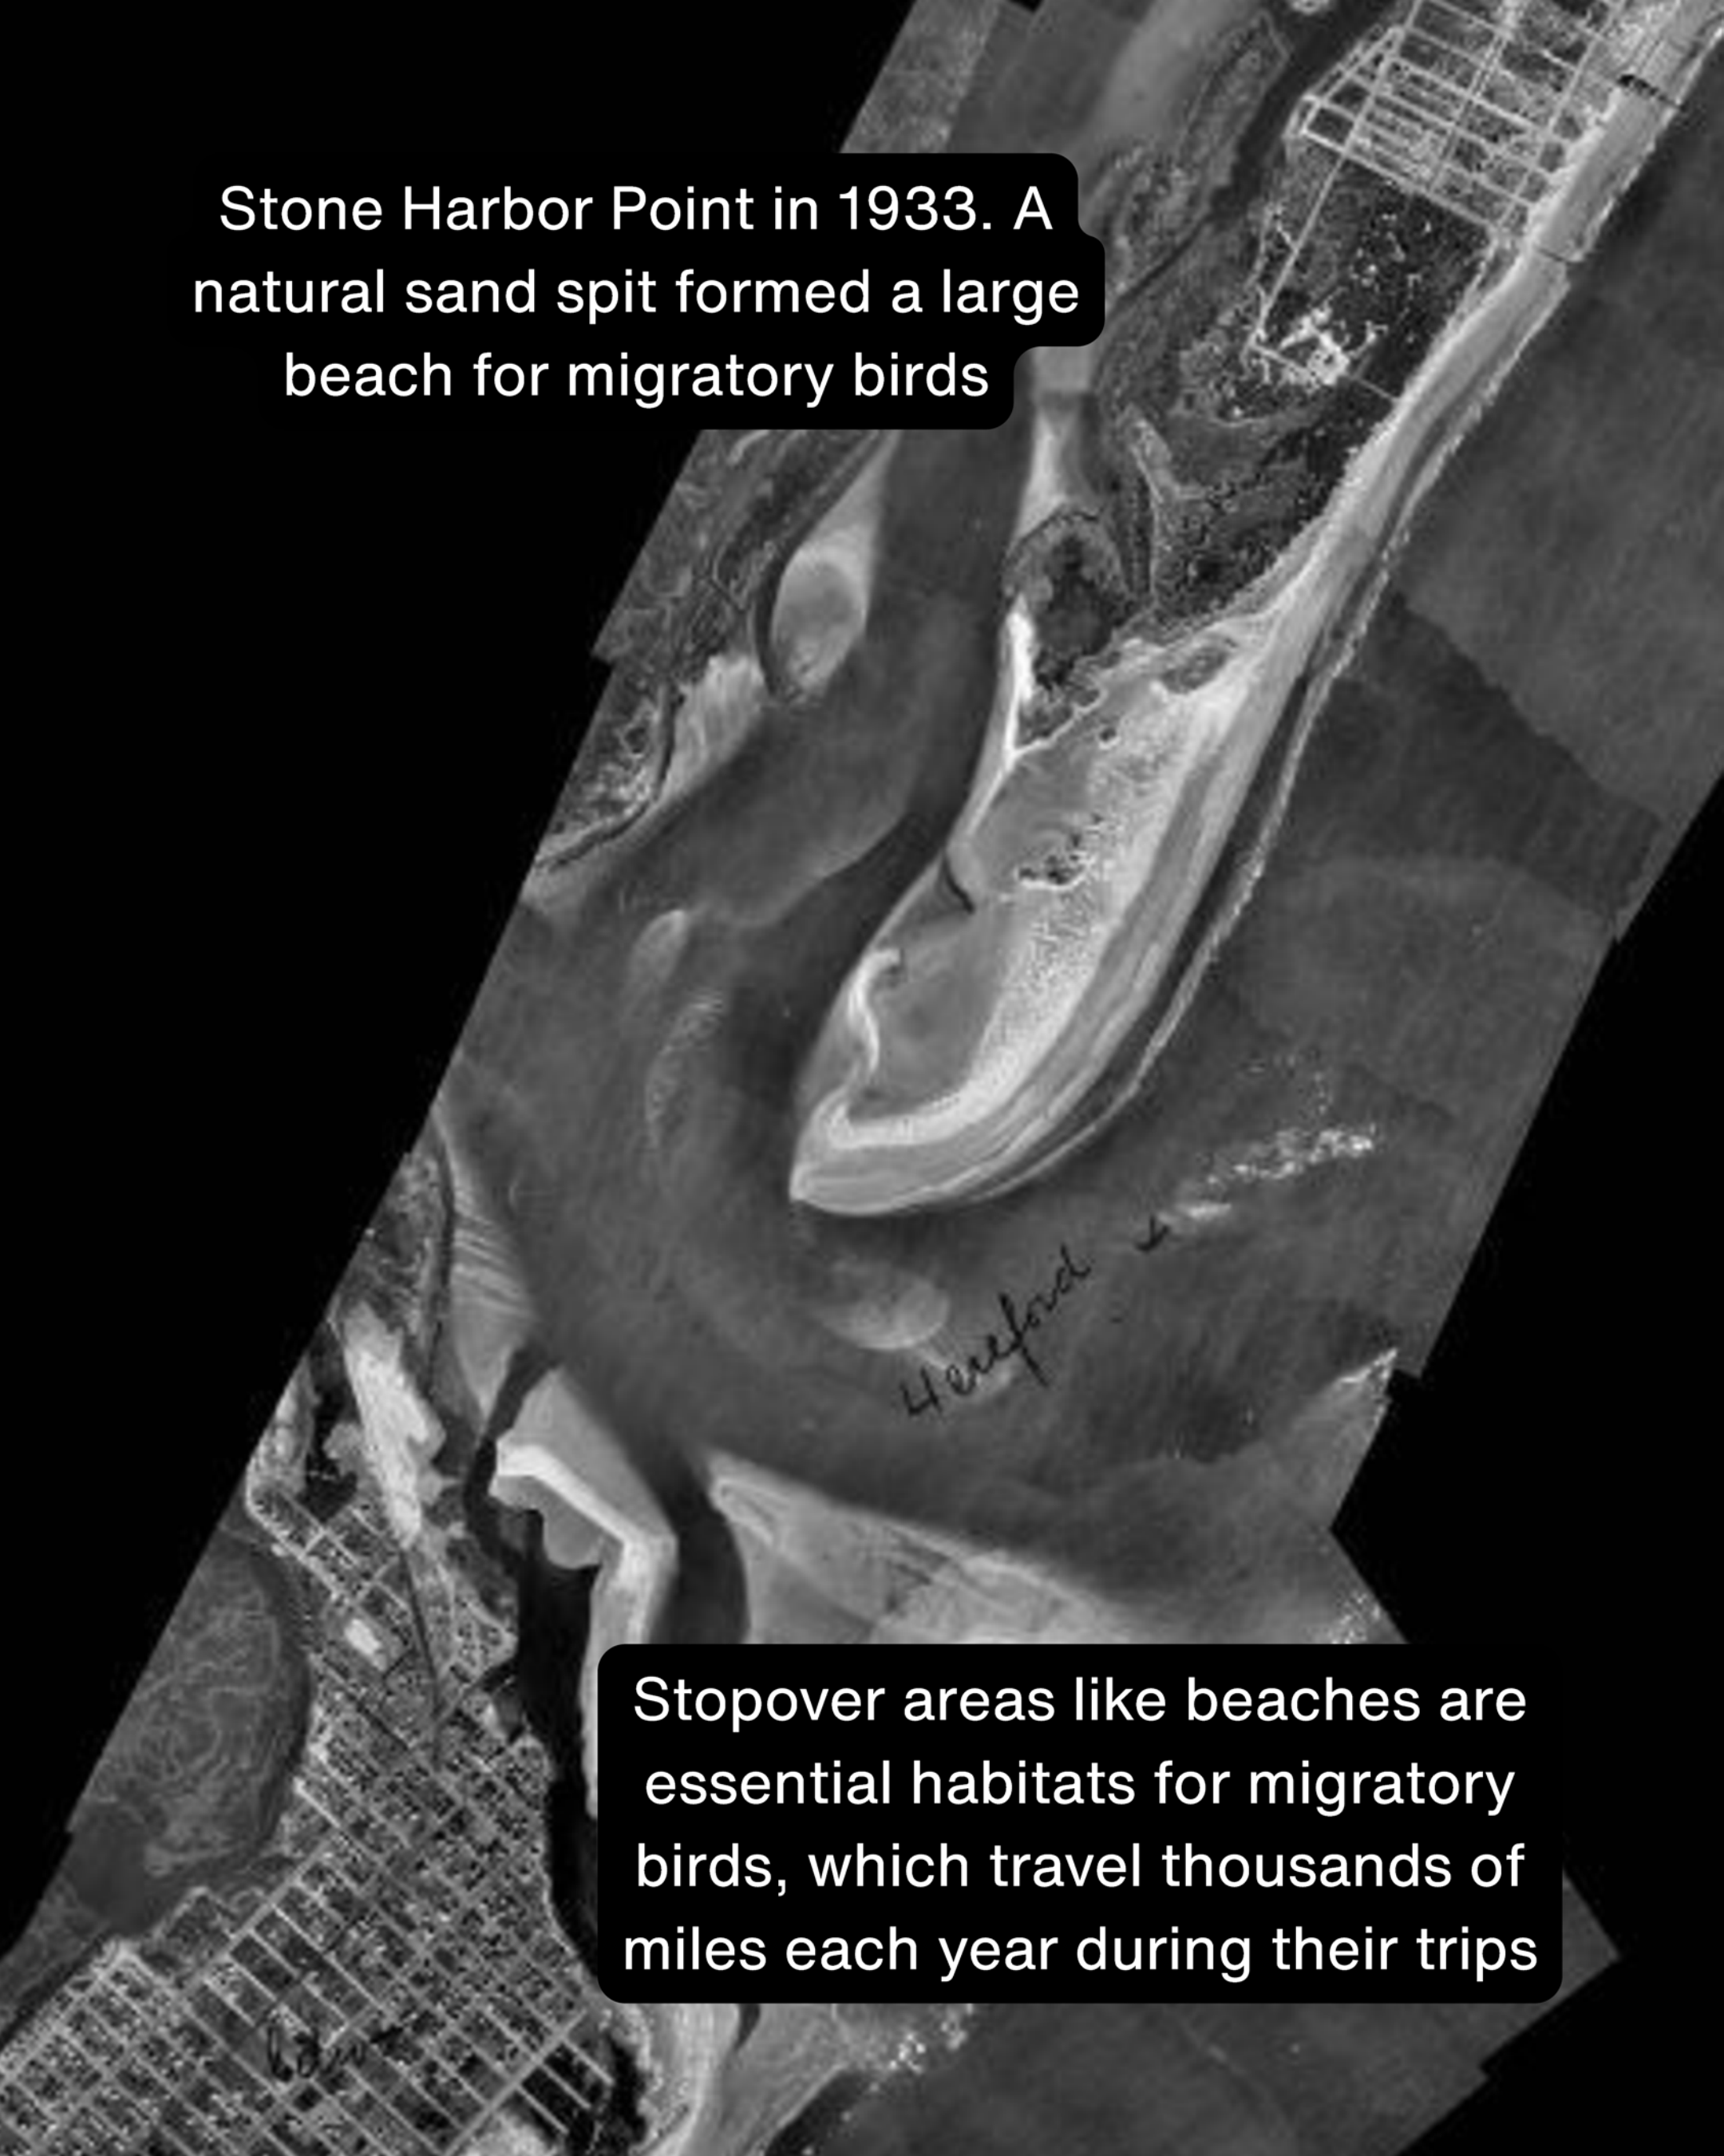 Stone Harbor Point in 1933. A
natural sand spit formed a large
beach for migratory birds
Hereford
Stopover areas like beaches are
essential habitats for migratory
birds, which travel thousands of
miles each year during their trips